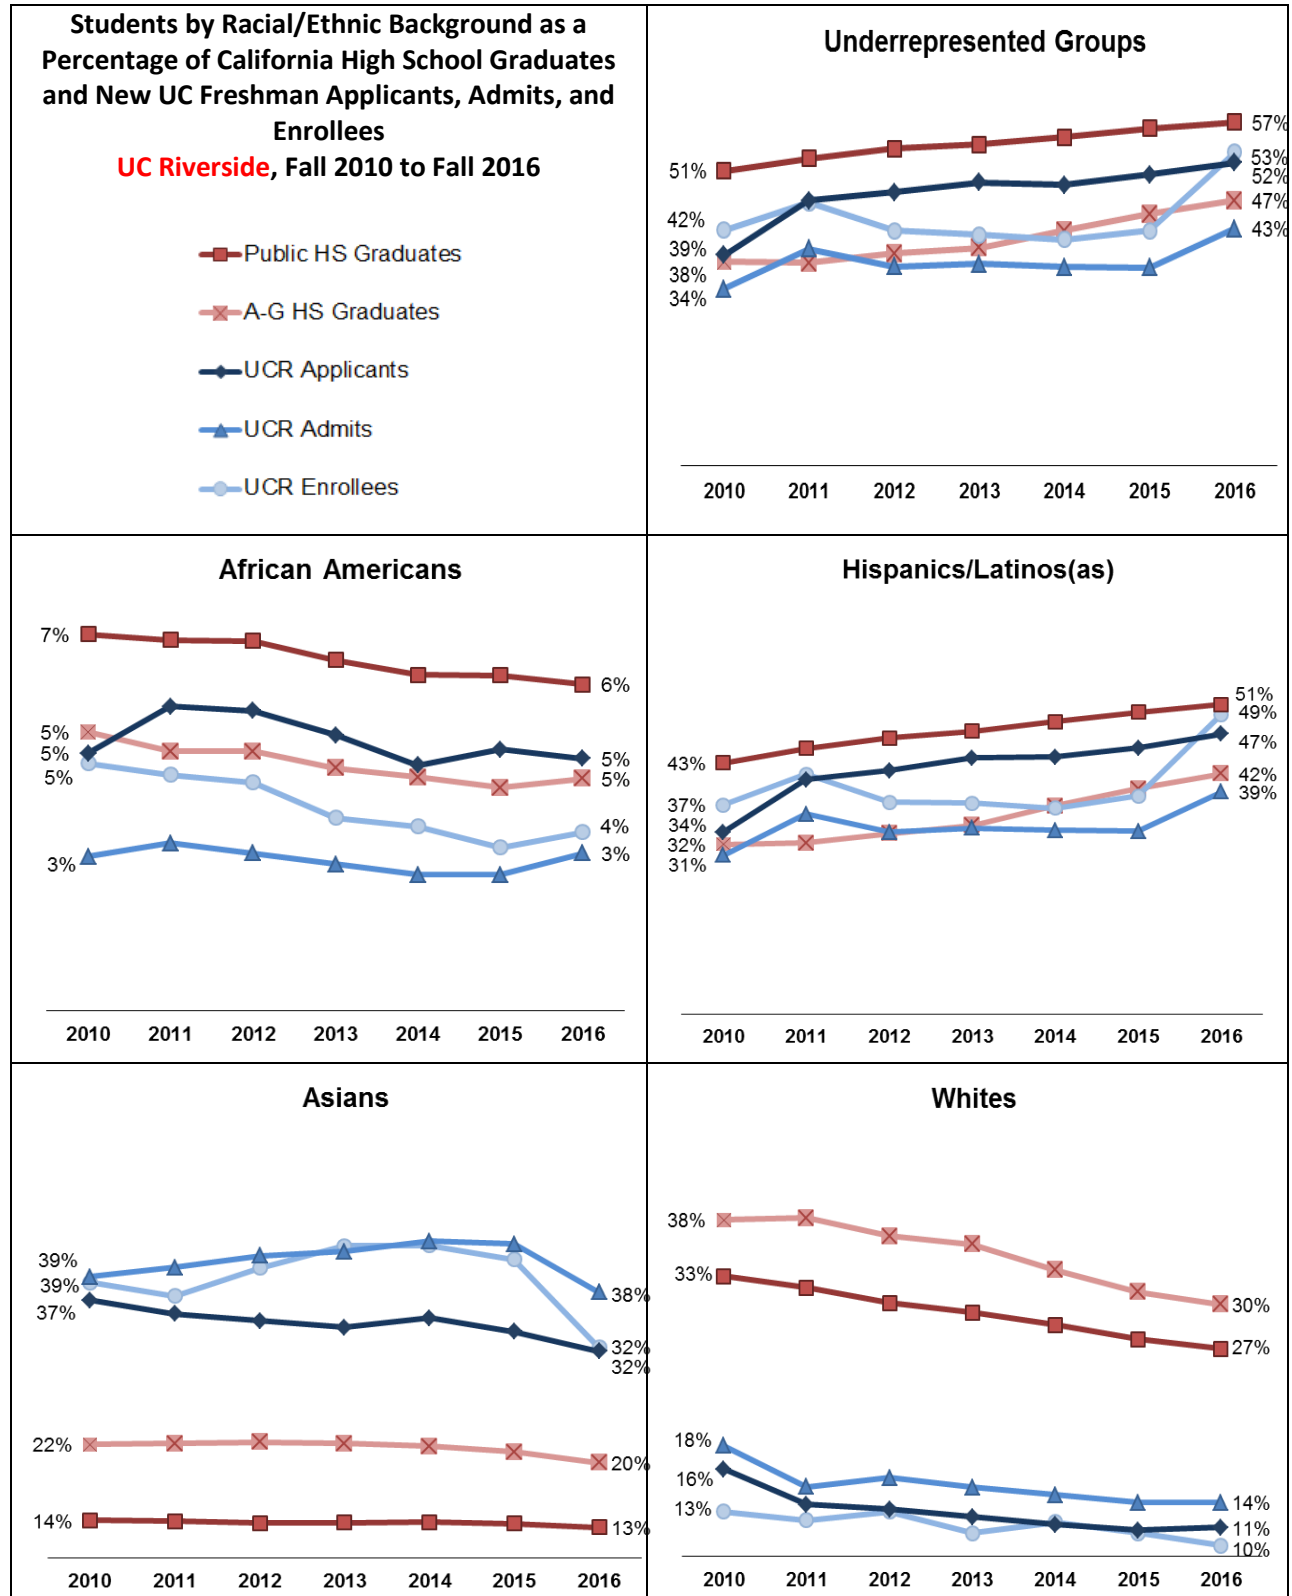 Students by Racial/Ethnic Background as a
Percentage of California High School Graduates
and New UC Freshman Applicants, Admits, and
Enrollees
UC Riverside, Fall 2010 to Fall 2016
Public HS Graduates
A-G HS Graduates
UCR Applicants
UCR Admits
UCR Enrollees
Underrepresented Groups
51%
42%
39%
38%
34%
57%
53%
52%
47%
43%
2010 2011 2012 2013 2014 2015 2016
African Americans
7%
5%
5%
5%
3%
6%
5%
5%
4%
3%
2010 2011 2012 2013 2014 2015 2016
Hispanics/Latinos(as)
43%
37%
34%
32%
31%
51%
49%
47%
42%
39%
2010 2011 2012 2013 2014 2015 2016
Asians
39%
39%
37%
22%
14%
38%
32%
32%
20%
13%
2010 2011 2012 2013 2014 2015 2016
Whites
38%
33%
18%
16%
13%
30%
27%
14%
11%
10%
2010 2011 2012 2013 2014 2015 2016